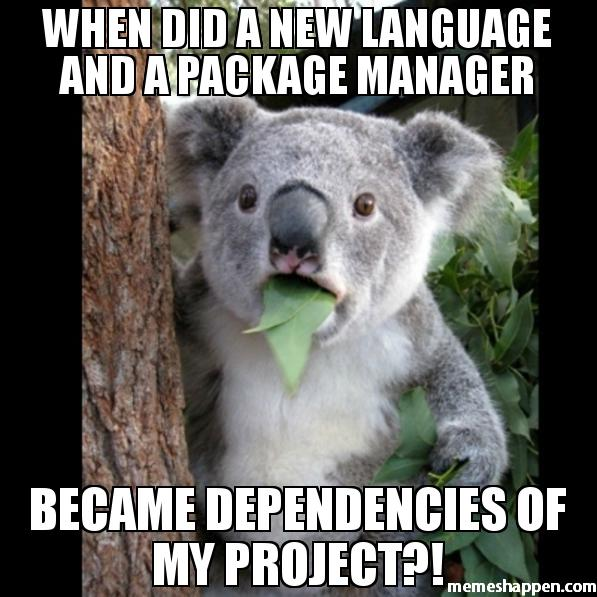 WHEN DID A NEW LANGUAGE
AND A PACKAGE MANAGER
BECAME DEPENDENCIES OF
MY PROJECT?!
memeshappen.com